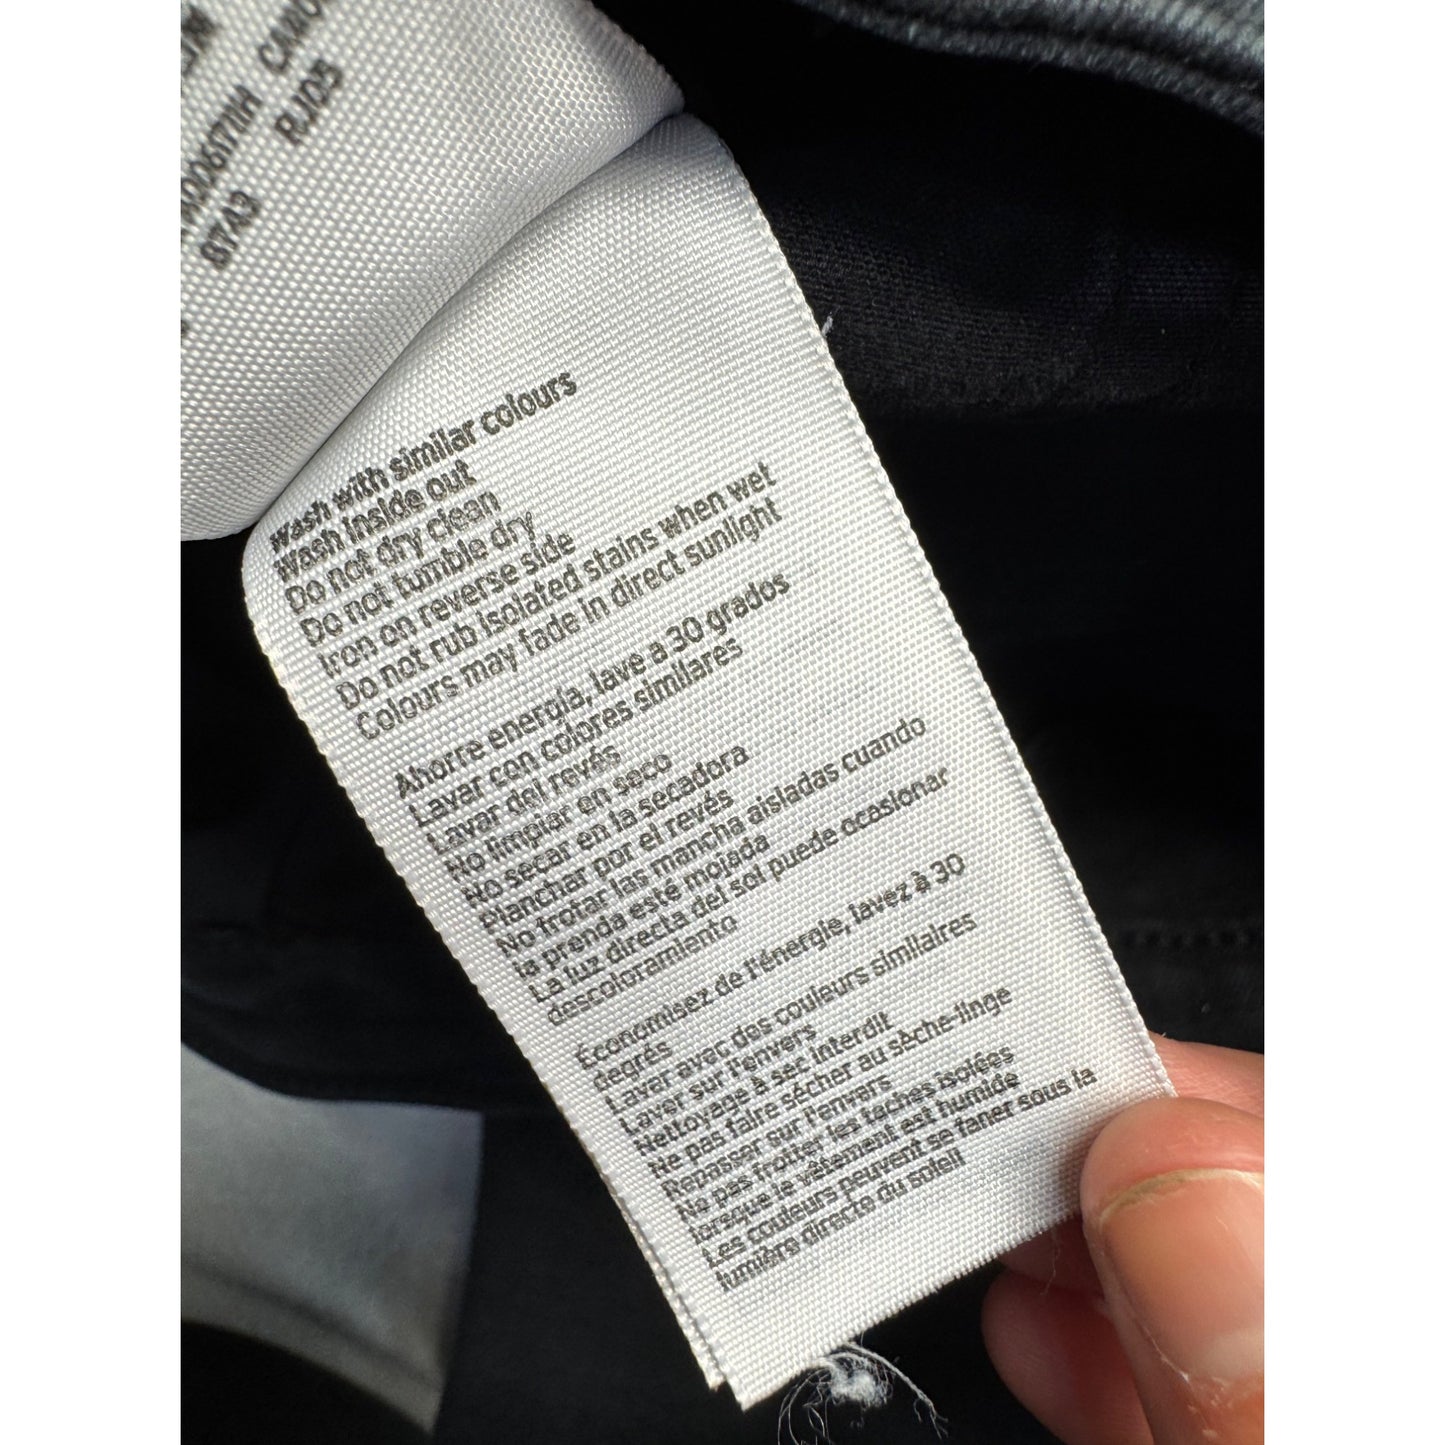 RJ05
87A3
Wash with similar colours
Wash inside out
Do not dry clean
Do not tumble dry
Iron on reverse side
Do not rub isolated stains when wet
Colours may fade in direct sunlight
Ahorre energía, lave a 30 grados
Lavar con colores similares
Lavar del revés
No limpiar en seco
No secar en la secadora
Planchar por el revés
No frotar las mancha aisladas cuando
la prenda esté mojada
La luz directa del sol puede ocasionar
descoloramiento
Économisez de l'énergie, lavez à 30
degrés
Laver avec des couleurs similaires
Laver sur l'envers
Nettoyage à sec interdit
Ne pas faire sécher au sèche-linge
Repasser sur l'envers
Ne pas frotter les taches isolées
lorsque le vêtement est humide
Les couleurs peuvent se faner sous la
lumière directe du soleil